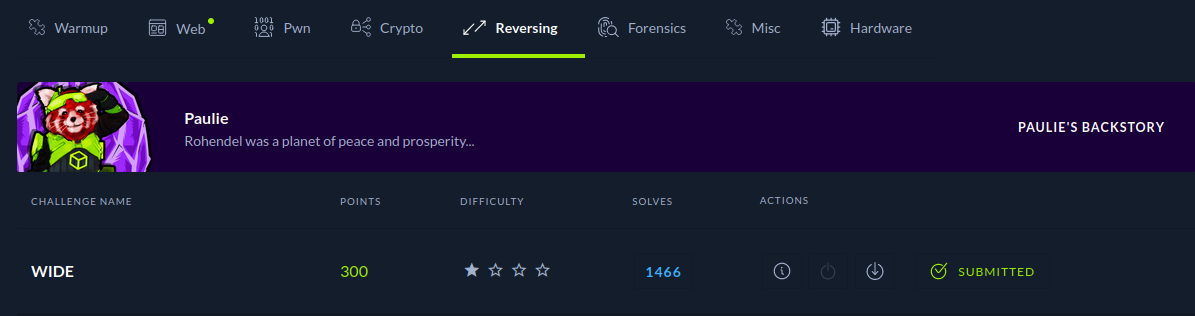 Warmup Web Pwn Crypto Reversing Forensics Misc Hardware
Paulie
Rohendel was a planet of peace and prosperity...
PAULIE'S BACKSTORY
CHALLENGE NAME POINTS DIFFICULTY SOLVES ACTIONS
WIDE 300 1466 SUBMITTED